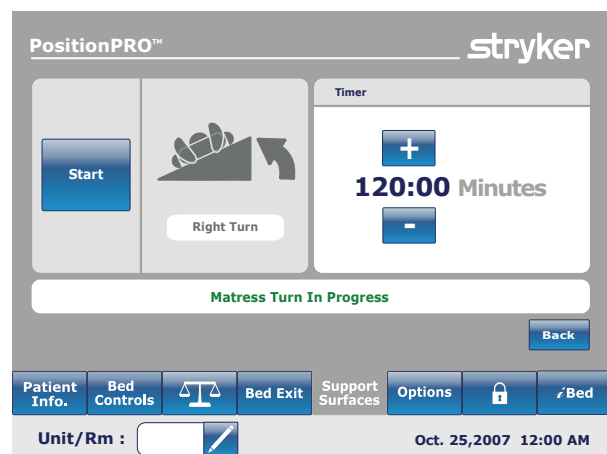 PositionPRO™
stryker
Timer
Start
+
120:00 Minutes
-
Right Turn
Matress Turn In Progress
Back
Patient Info.
Bed Controls
Bed Exit
Support Surfaces
Options
iBed
Unit/Rm :
Oct. 25,2007 12:00 AM